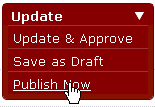 Update
Update & Approve
Save as Draft
Publish Now